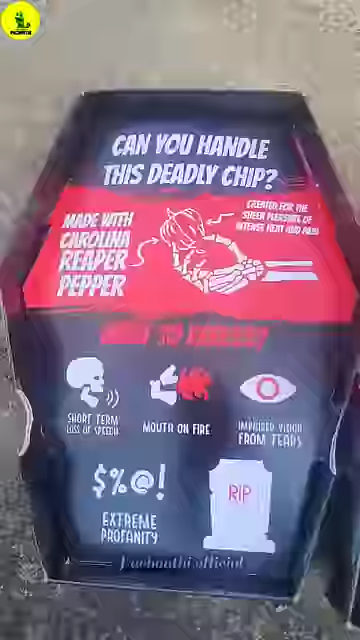 CAN YOU HANDLE
THIS DEADLY CHIP?
CREATED FOR THE
SHEER PLEASURE OF
INTENSE HEAT AND PAIN
MADE WITH
CAROLINA
REAPER
PEPPER
SHORT TERM
LOSS OF SPEECH
MOUTH ON FIRE
IMPAIRED VISION
FROM TEARS
$%@!
EXTREME
PROFANITY
RIP